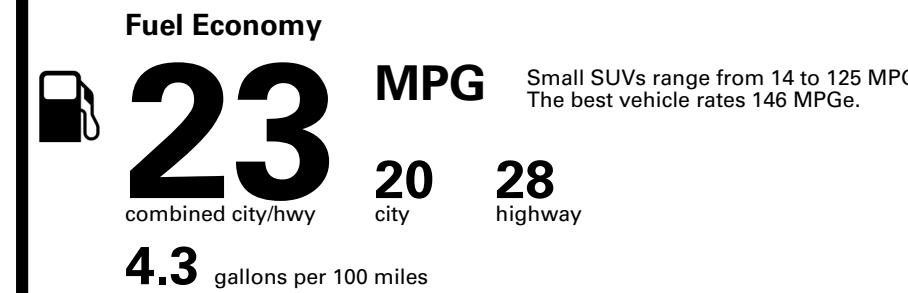 Fuel Economy
23 MPG
Small SUVs range from 14 to 125 MPG
The best vehicle rates 146 MPGe.
20 28
combined city/hwy city highway
4.3 gallons per 100 miles